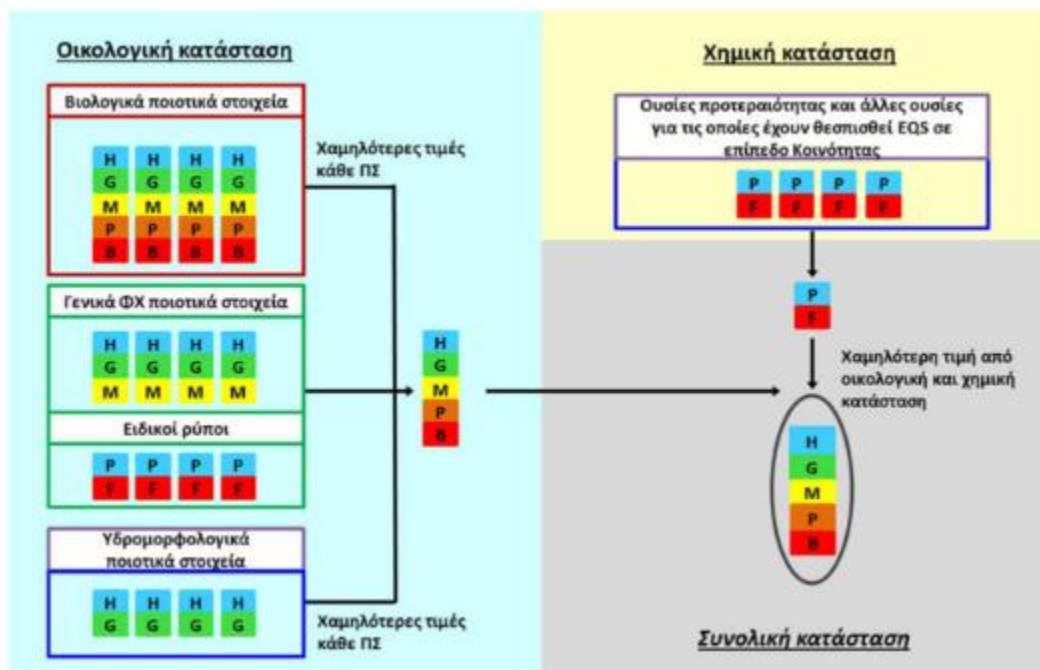 Οικολογική κατάσταση
Βιολογικά ποιοτικά στοιχεία
H H H H
G G G G
M M M M
P P P P
B B B B
Χαμηλότερες τιμές
κάθε ΠΣ
Γενικά ΦΧ ποιοτικά στοιχεία
H H H H
G G G G
M M M M
Ειδικοί ρύποι
P P P P
F F F F
Υδρομορφολογικά
ποιοτικά στοιχεία
H H H H
G G G G
Χαμηλότερες τιμές
κάθε ΠΣ
H
G
M
P
B
Χημική κατάσταση
Ουσίες προτεραιότητας και άλλες ουσίες
για τις οποίες έχουν θεσπισθεί EQS σε
επίπεδο Κοινότητας
P P P P
F F F F
P
F
Χαμηλότερη τιμή από
οικολογική και χημική
κατάσταση
H
G
M
P
B
Συνολική κατάσταση